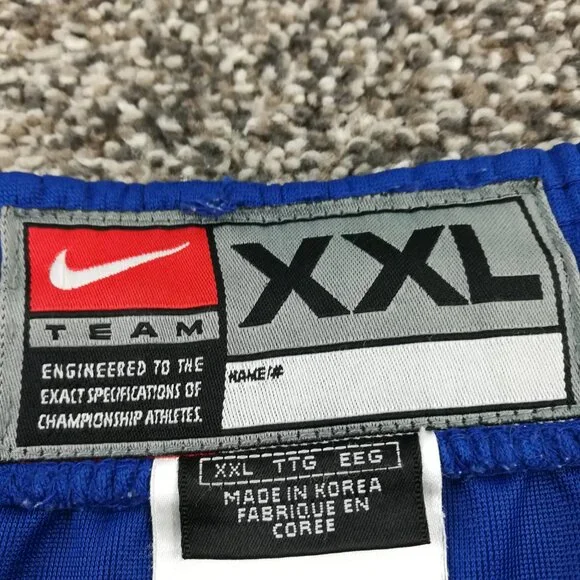 TEAM
ENGINEERED TO THE
EXACT SPECIFICATIONS OF
CHAMPIONSHIP ATHLETES.
XXL
NAME/#
XXL TTG EEG
MADE IN KOREA
FABRIQUE EN
COREE